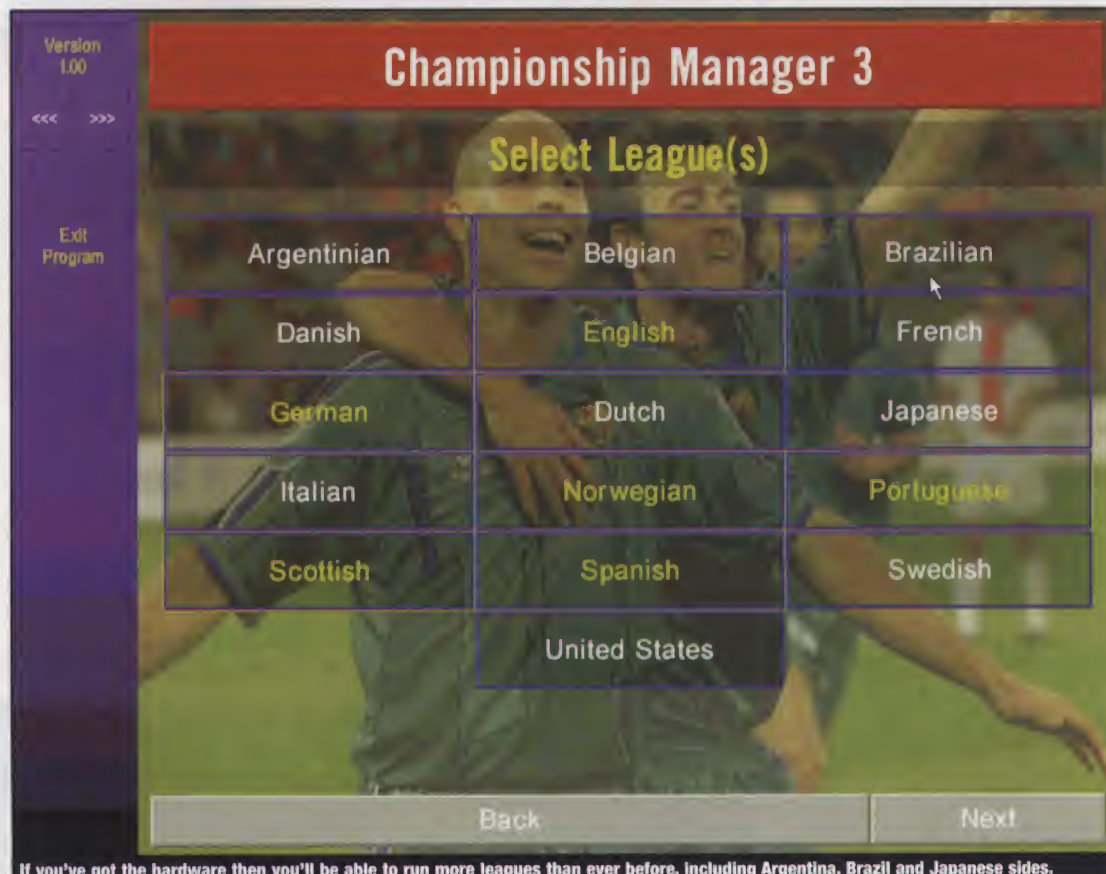 Version
1.00
<<< >>>
Exit
Program
Championship Manager 3
Select League(s)
Argentinian Belgian Brazilian
Danish English French
German Dutch Japanese
Italian Norwegian Portuguese
Scottish Spanish Swedish
United States
Back Next
If you've got the hardware then you'll be able to run more leagues than ever before, including Argentina, Brazil and Japanese sides.